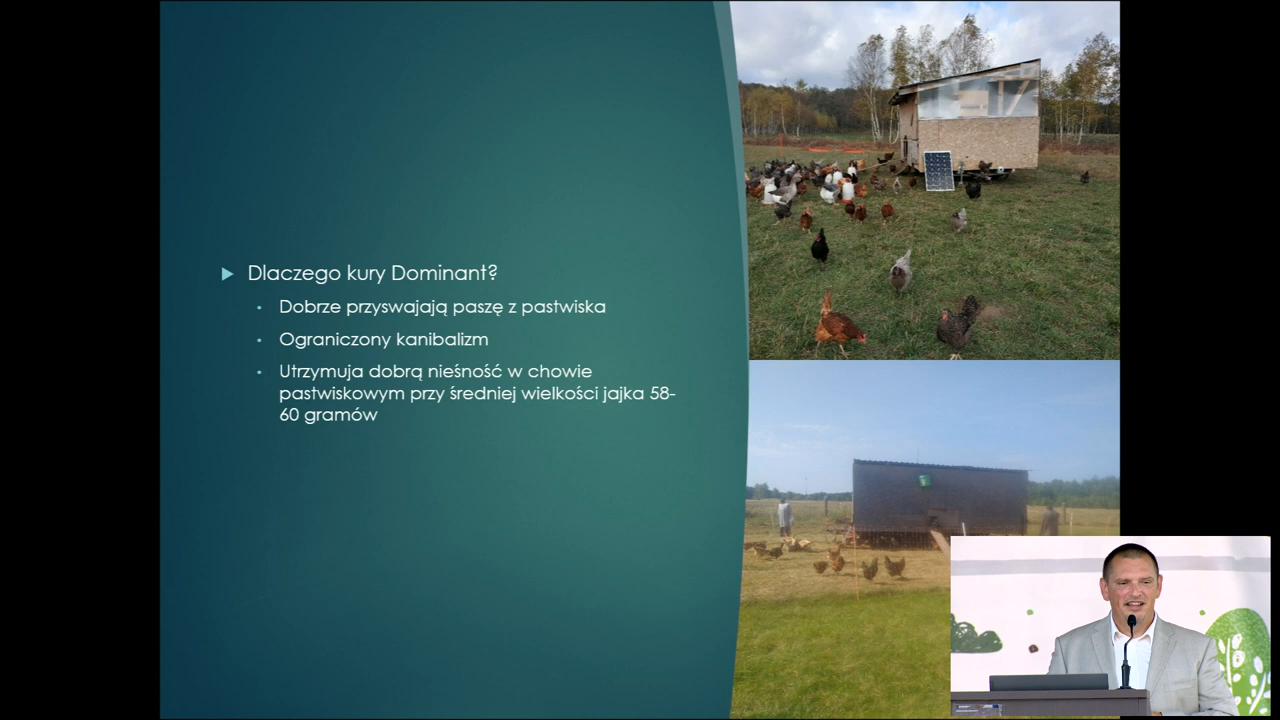 Dlaczego kury Dominant?
Dobrze przyswajają paszę z pastwiska
Ograniczony kanibalizm
Utrzymuja dobrą nieśność w chowie
pastwiskowym przy średniej wielkości jajka 58-
60 gramów